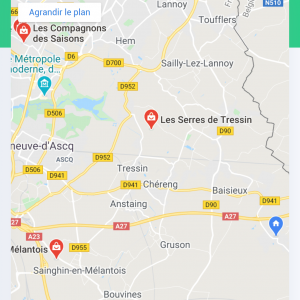 Agrandir le plan
Lannoy
Toufflers
N510
Les Compagnons
des Saisons
Hem
D6
D700
Sailly-Lez-Lannoy
Métropole
moderne, d...
D952
D506
Les Serres de Tressin
D90
neuve-d'Ascq
ASCQ
D952
D506
D941
Tressin
D941
Chéreng
Baisieux
D941
Anstaing
D90
A27
A27
A23
Mélantois
D955
Gruson
Sainghin-en-Mélantois
Bouvines